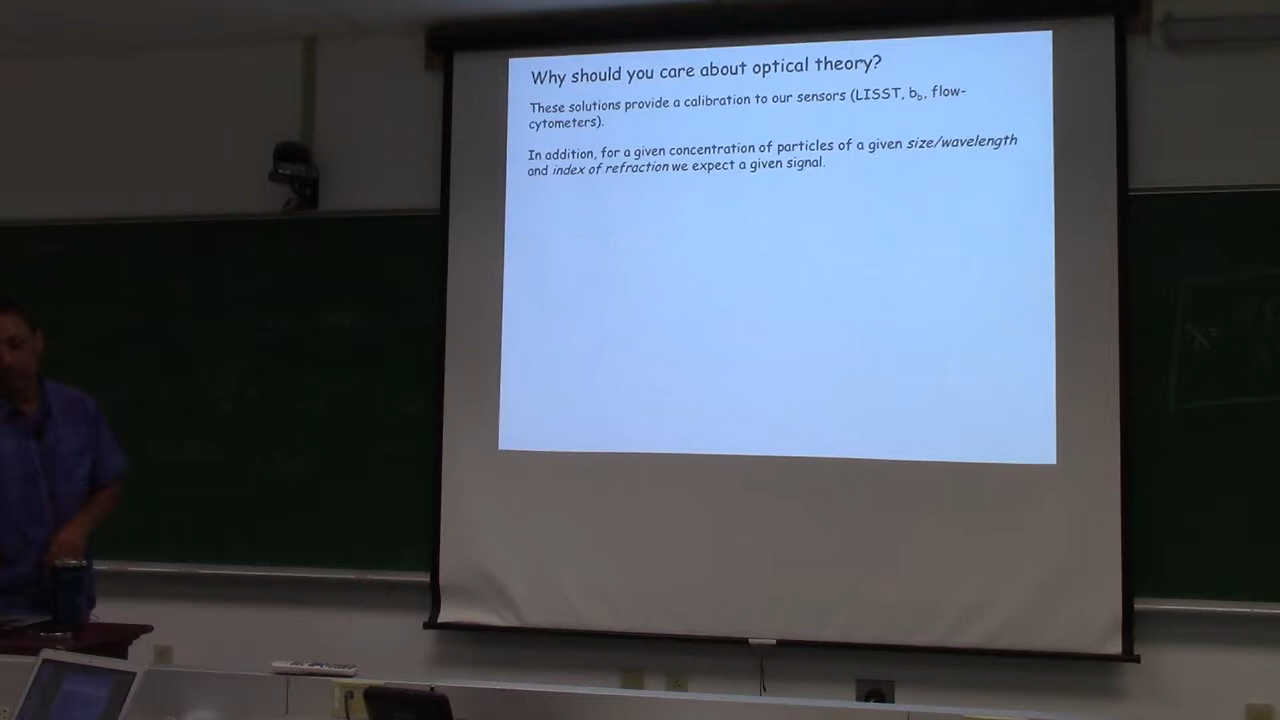 Why should you care about optical theory?
These solutions provide a calibration to our sensors (LISST, bb, flow-
cytometers).
In addition, for a given concentration of particles of a given size/wavelength
and index of refraction we expect a given signal.